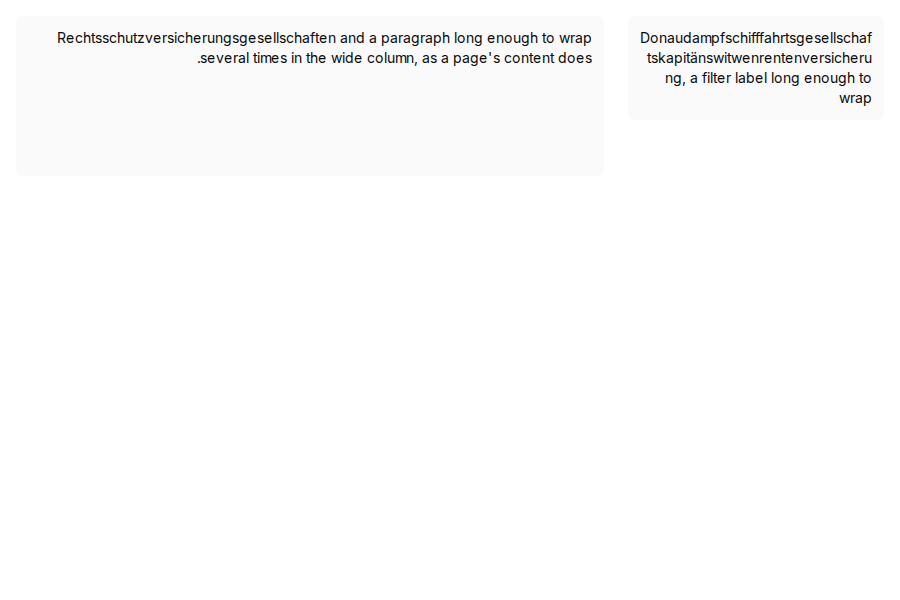 Donaudampfschifffahrtsgesellschaf
tskapitänswitwenrentenversicheru
ng, a filter label long enough to
wrap
Rechtsschutzversicherungsgesellschaften and a paragraph long enough to wrap
.several times in the wide column, as a page's content does